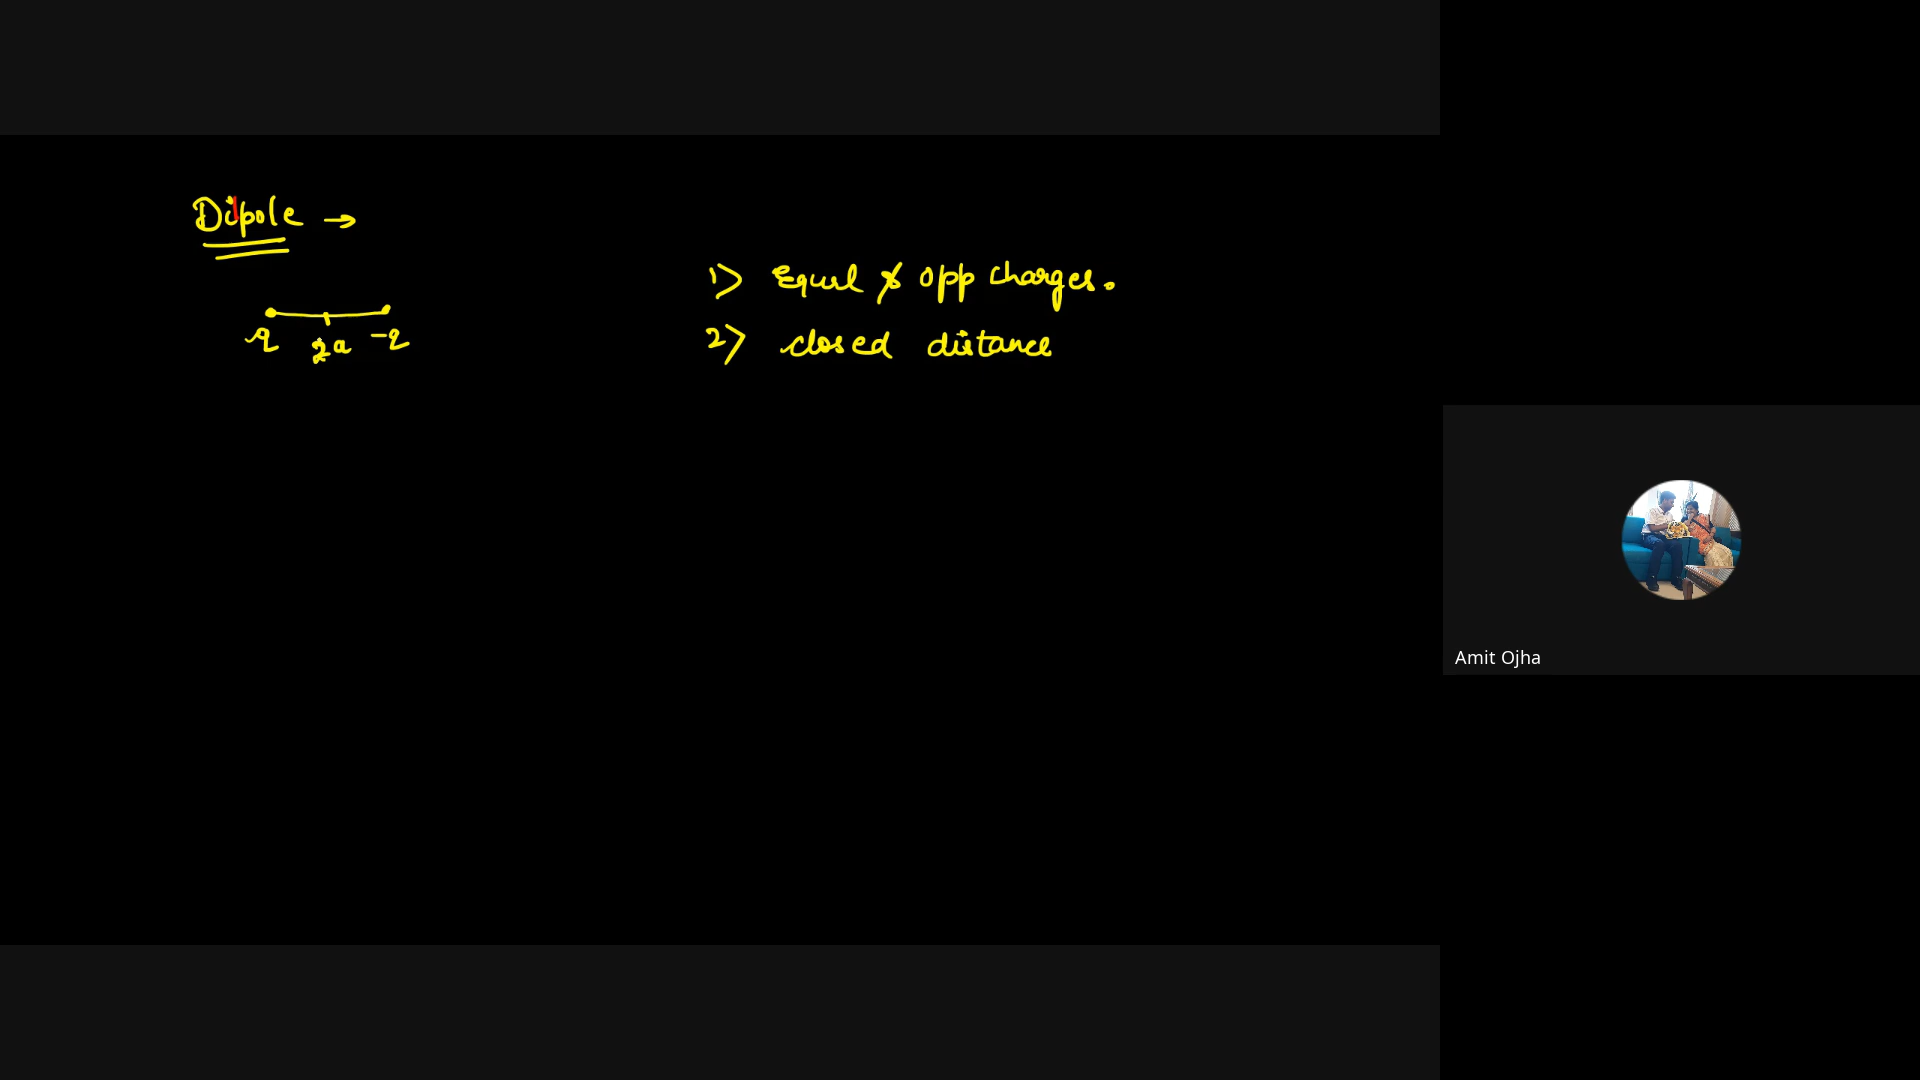 Dipole →
1) Equal & opp charges.
2) closed distance
q 2a -q
Amit Ojha